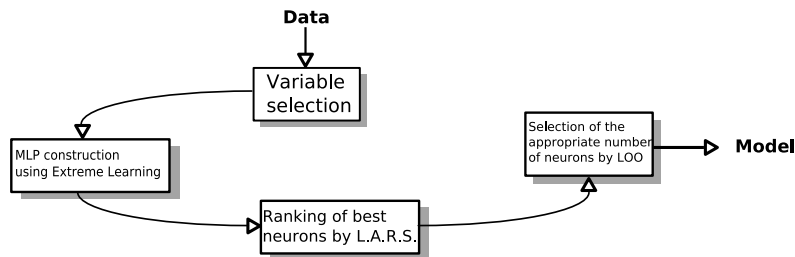 Data
Variable
selection
MLP construction
using Extreme Learning
Ranking of best
neurons by L.A.R.S.
Selection of the
appropriate number
of neurons by LOO
Model